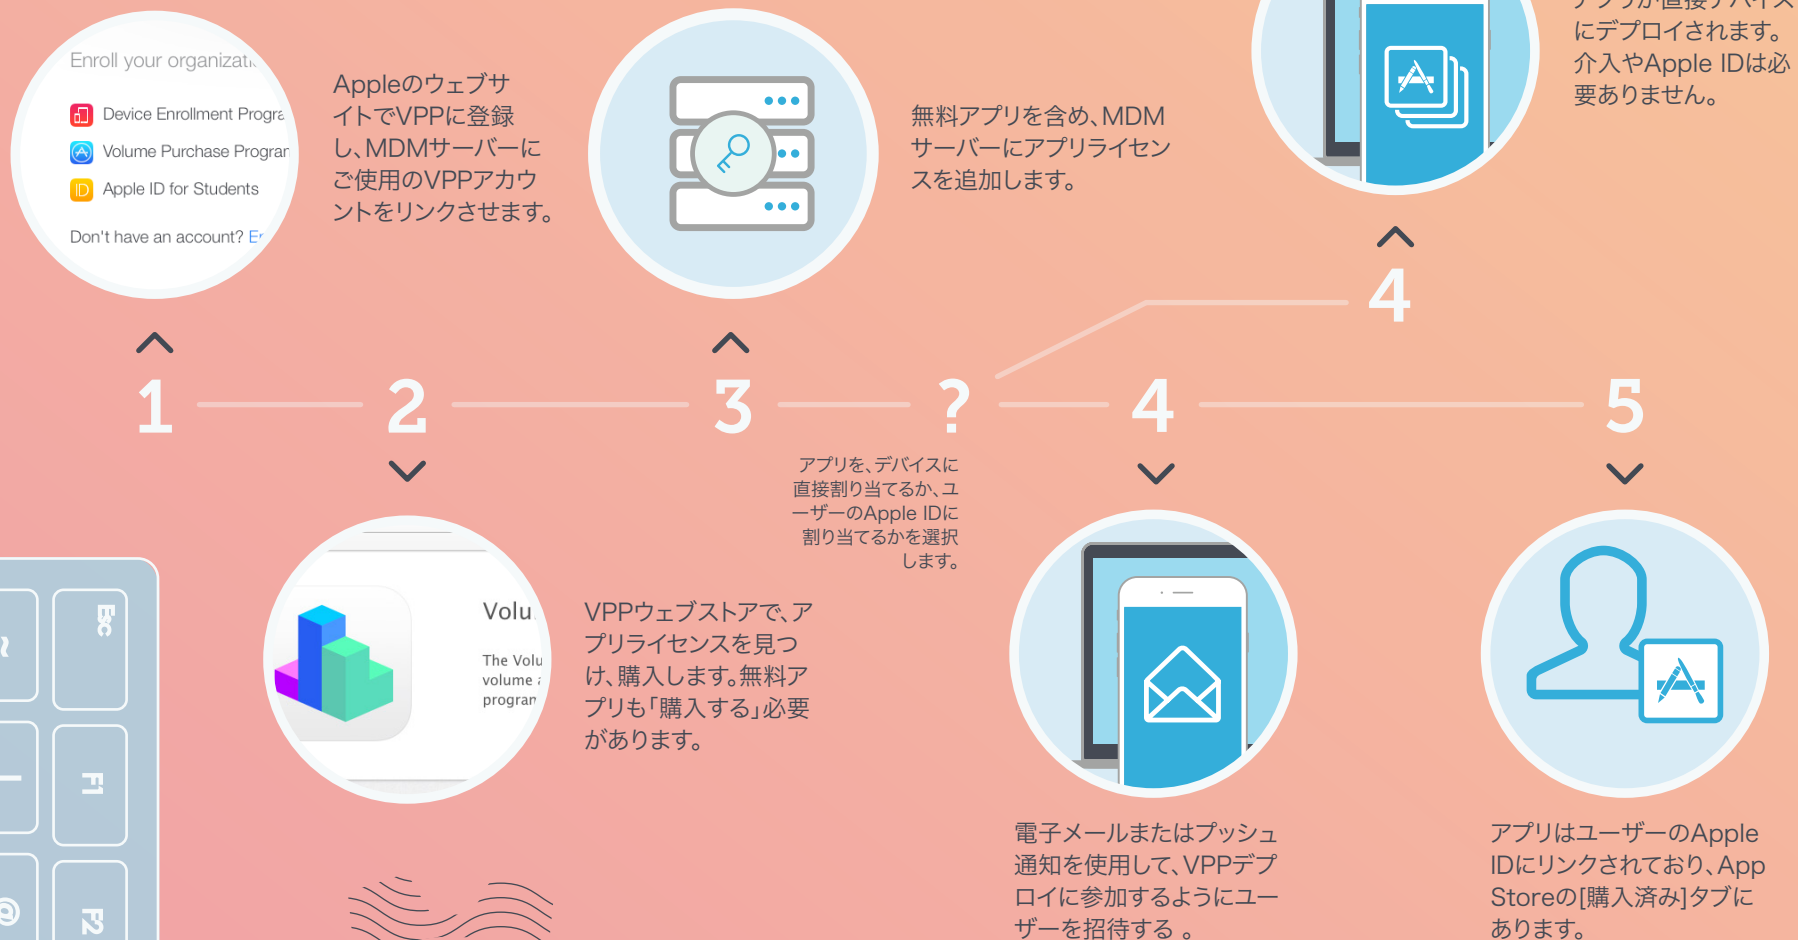 Enroll your organizati
Device Enrollment Progra
Volume Purchase Program
Apple ID for Students
Don't have an account?
Appleのウェブサ
イトでVPPに登録
し、MDMサーバーに
ご使用のVPPアカウ
ントをリンクさせます。
無料アプリを含め、MDM
サーバーにアプリライセン
スを追加します。
アプリが直接デバイス
にデプロイされます。
介入やApple IDは必
要ありません。
4
1
2
3
?
4
5
アプリを、デバイスに
直接割り当てるか、ユ
ーザーのApple IDに
割り当てるかを選択
します。
Volu
The Volu
volume a
program
VPPウェブストアで、ア
プリライセンスを見つ
け、購入します。無料ア
プリも「購入する」必要
があります。
電子メールまたはプッシュ
通知を使用して、VPPデプ
ロイに参加するようにユー
ザーを招待する 。
アプリはユーザーのApple
IDにリンクされており、App
Storeの[購入済み]タブに
あります。
Esc
~
F1
F2
@